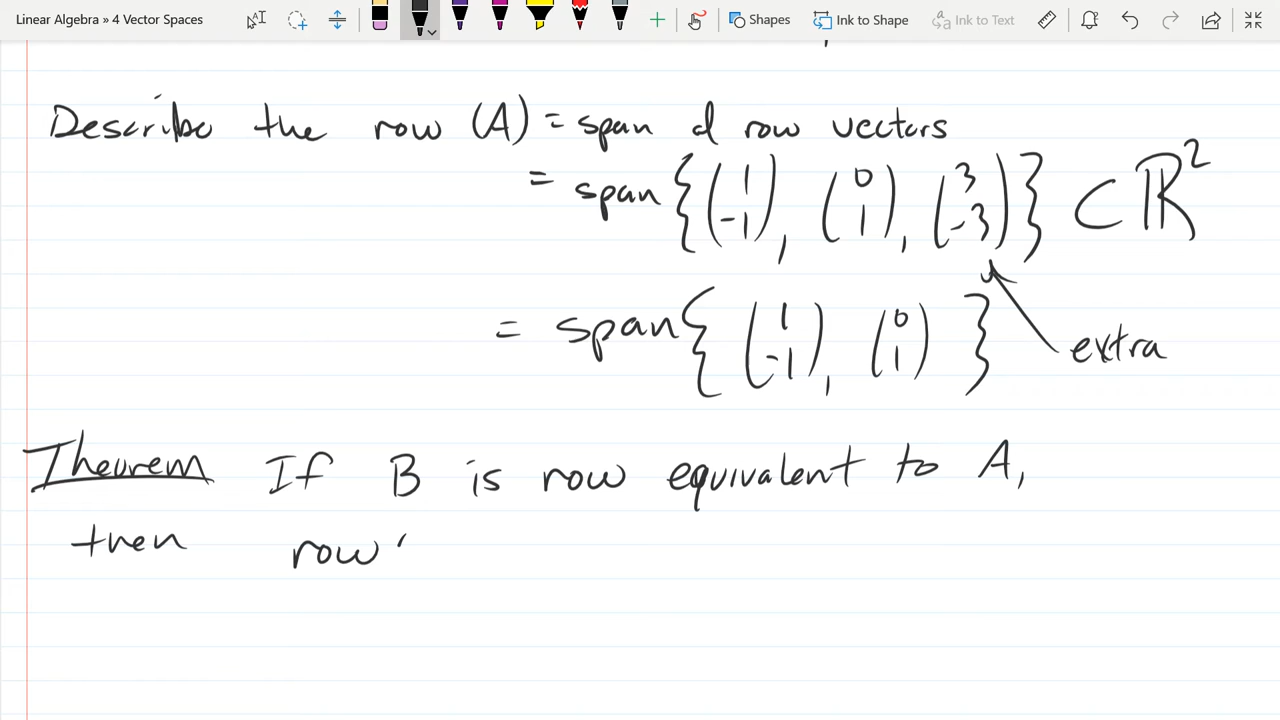 Linear Algebra » 4 Vector Spaces Shapes Ink to Shape Ink to Text
Describe the row (A) = span of row vectors
= span { (1 -1), (0 1), (3 -3) } ⊂ ℝ²
= span { (1 -1), (0 1) } extra
Theorem If B is row equivalent to A,
then row (